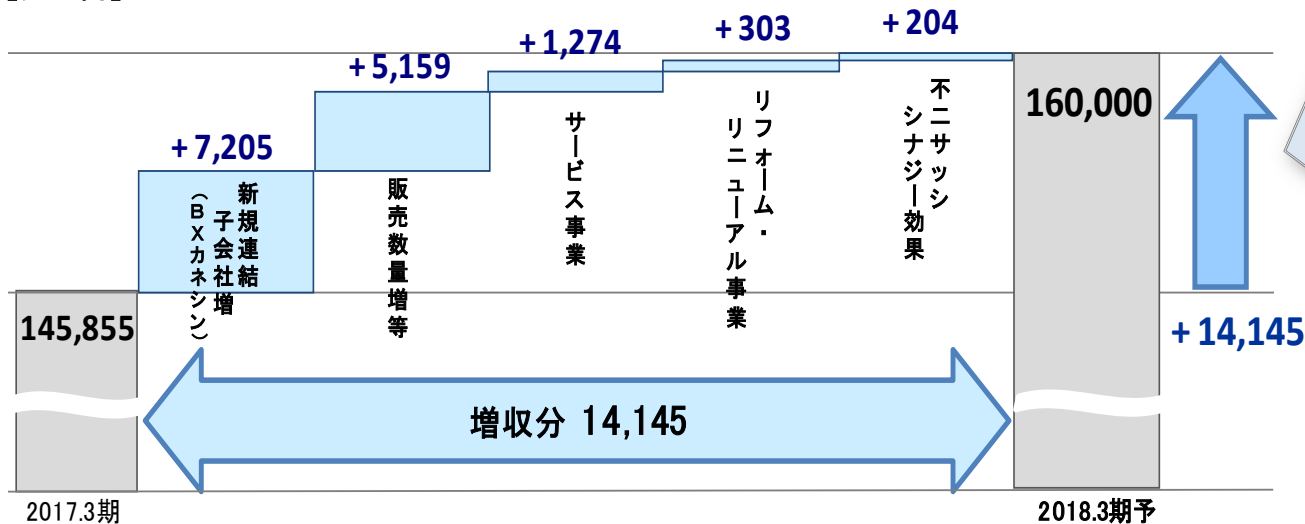 +7,205
+5,159
+1,274
+303
+204
145,855
160,000
+14,145
新規連結
子会社増
(BXカネシン)
販売数量増等
サービス事業
リフォーム・
リニューアル事業
不二サッシ
シナジー効果
増収分 14,145
2017.3期
2018.3期予